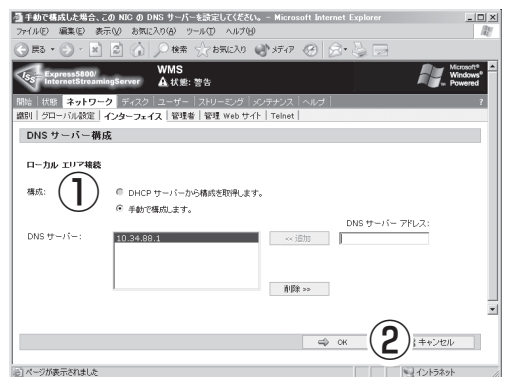 手動で構成した場合、この NIC の DNS サーバーを設定してください。 - Microsoft Internet Explorer
ファイル(F) 編集(E) 表示(V) お気に入り(A) ツール(T) ヘルプ(H)
戻る 検索 お気に入り メディア
Express5800/
InternetStreamingServer
ISS
WMS
状態: 警告
Microsoft®
Windows®
Powered
開始 状態 ネットワーク ディスク ユーザー ストリーミング メンテナンス ヘルプ ?
識別 グローバル設定 インターフェイス 管理者 管理 Web サイト Telnet
DNS サーバー構成
ローカル エリア接続
構成:
①
DHCP サーバーから構成を取得します。
手動で構成します。
DNS サーバー アドレス:
DNS サーバー:
10.34.88.1
<< 追加
削除 >>
OK
②
キャンセル
ページが表示されました
イントラネット